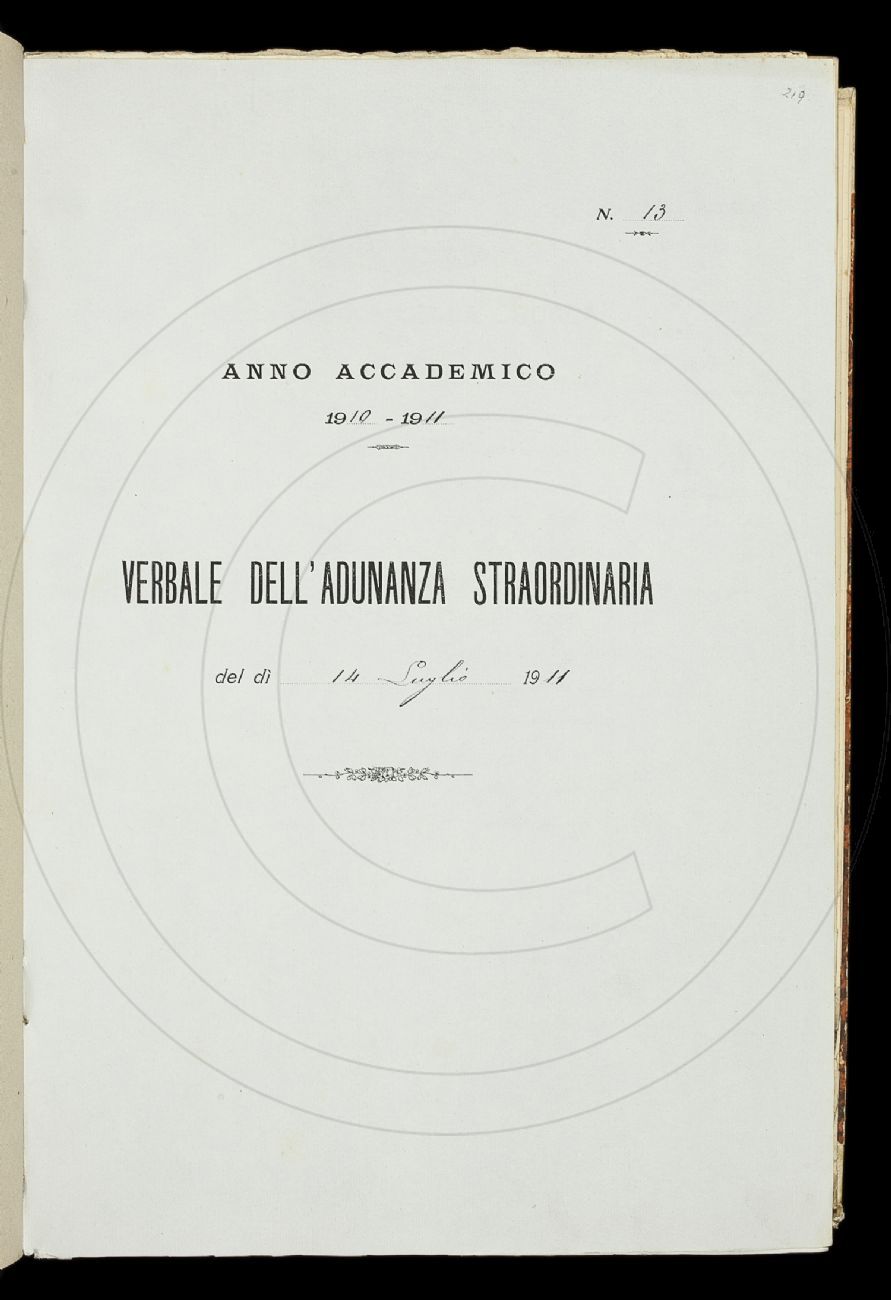 219
N. 13
ANNO ACCADEMICO
1910 - 1911
VERBALE DELL'ADUNANZA STRAORDINARIA
del dì 14 Luglio 1911